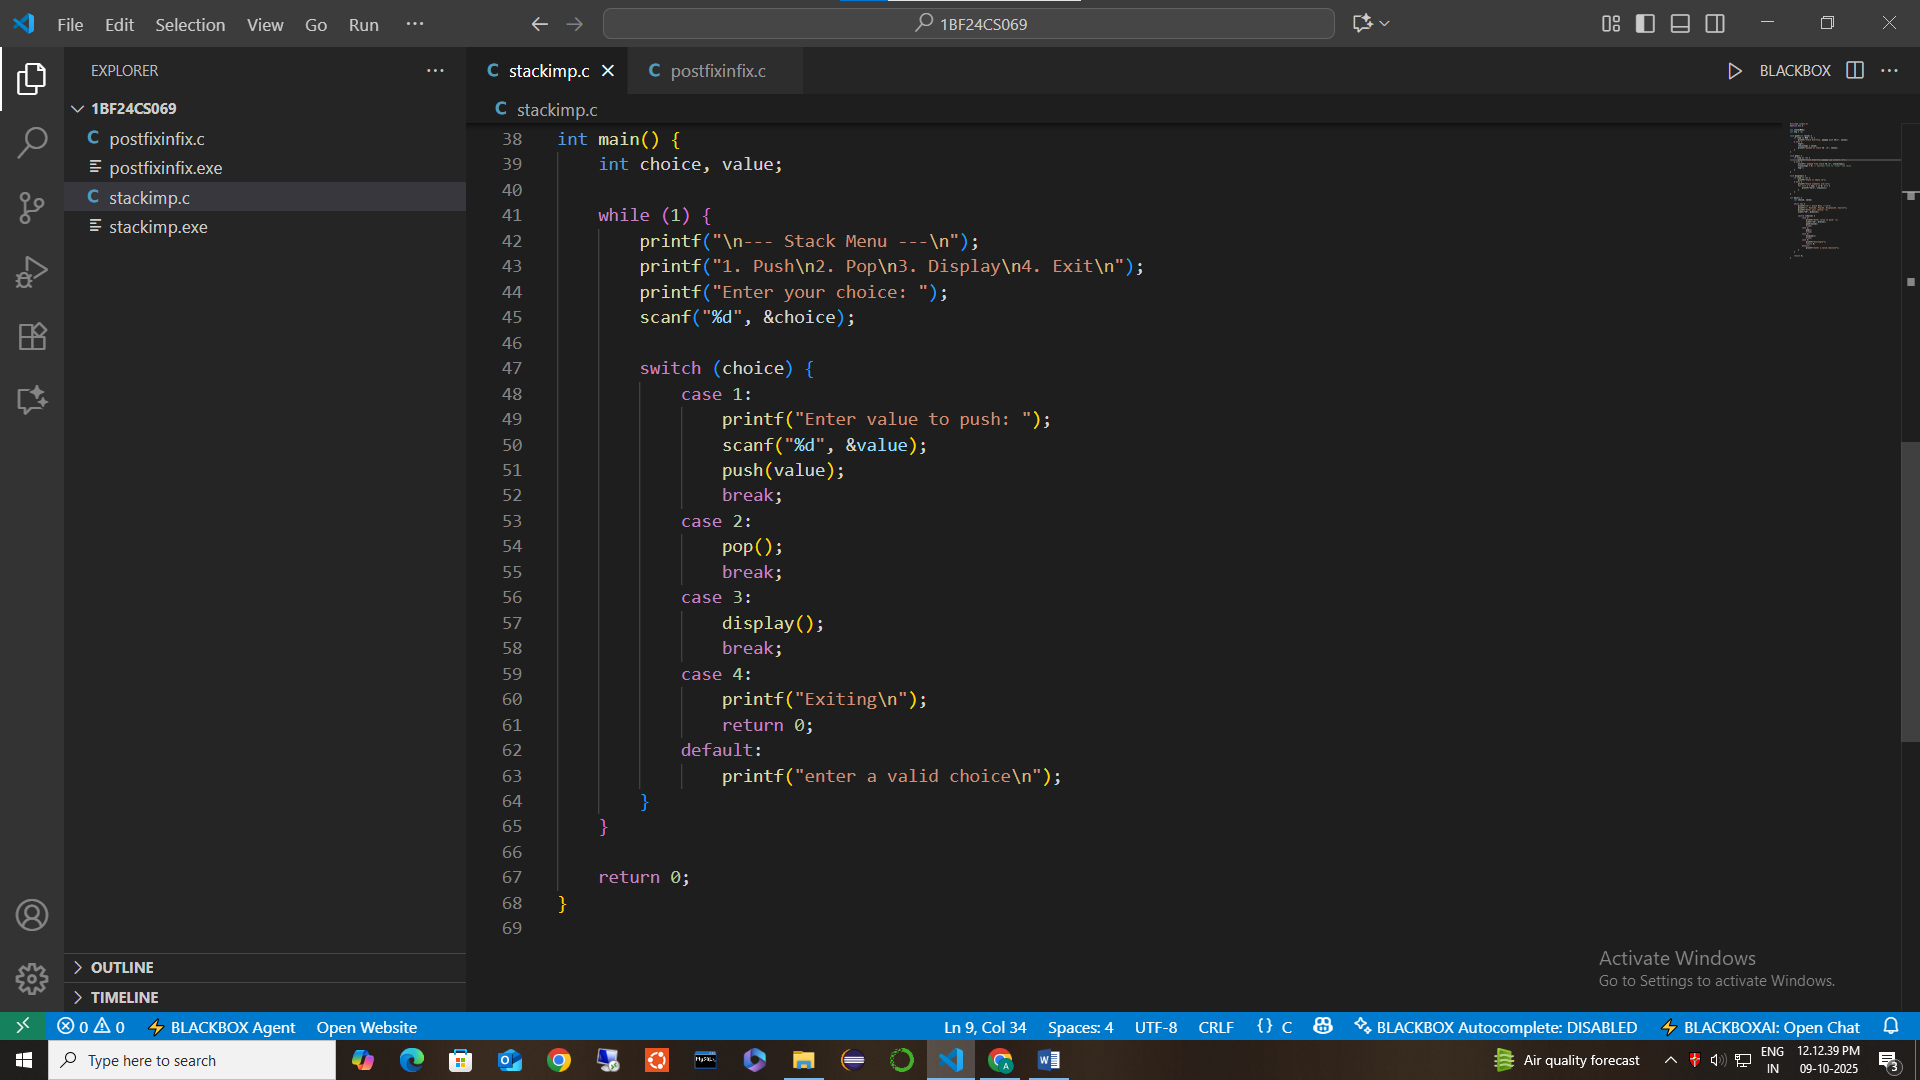 File Edit Selection View Go Run ···
1BF24CS069
EXPLORER
stackimp.c
postfixinfix.c
BLACKBOX
1BF24CS069
postfixinfix.c
postfixinfix.exe
stackimp.c
stackimp.exe
C stackimp.c
38 int main() {
39     int choice, value;
40
41     while (1) {
42         printf("\n--- Stack Menu ---\n");
43         printf("1. Push\n2. Pop\n3. Display\n4. Exit\n");
44         printf("Enter your choice: ");
45         scanf("%d", &choice);
46
47         switch (choice) {
48             case 1:
49                 printf("Enter value to push: ");
50                 scanf("%d", &value);
51                 push(value);
52                 break;
53             case 2:
54                 pop();
55                 break;
56             case 3:
57                 display();
58                 break;
59             case 4:
60                 printf("Exiting\n");
61                 return 0;
62             default:
63                 printf("enter a valid choice\n");
64         }
65     }
66
67     return 0;
68 }
69
OUTLINE
TIMELINE
Activate Windows
Go to Settings to activate Windows.
0 0 BLACKBOX Agent Open Website
Ln 9, Col 34 Spaces: 4 UTF-8 CRLF {} C BLACKBOX Autocomplete: DISABLED BLACKBOXAI: Open Chat
Type here to search
Air quality forecast
ENG
IN
12.12.39 PM
09-10-2025
3